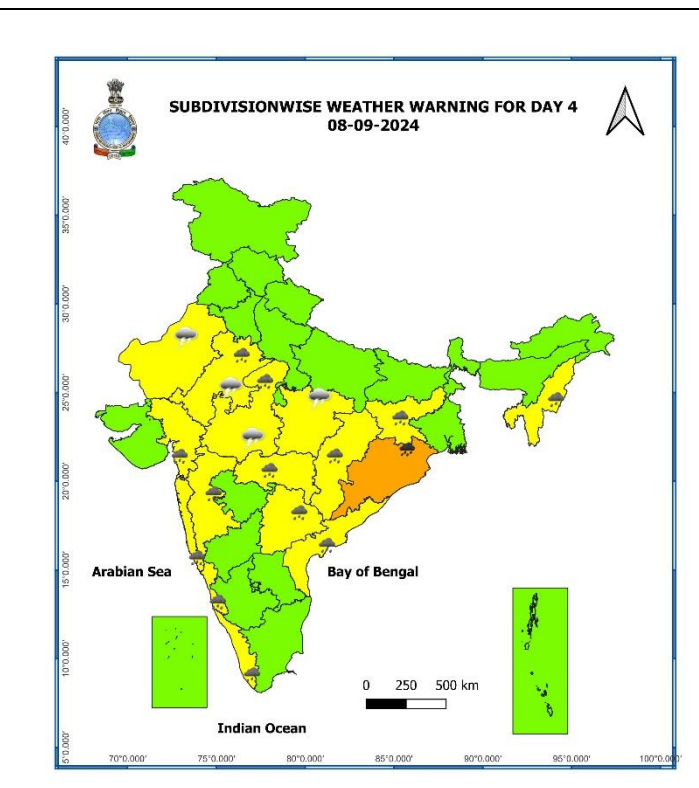 SUBDIVISIONWISE WEATHER WARNING FOR DAY 4
08-09-2024
40°0.000'
35°0.000'
30°0.000'
25°0.000'
20°0.000'
15°0.000'
10°0.000'
5°0.000'
Arabian Sea
Bay of Bengal
0 250 500 km
Indian Ocean
70°0.000' 75°0.000' 80°0.000' 85°0.000' 90°0.000' 95°0.000' 100°0.000'